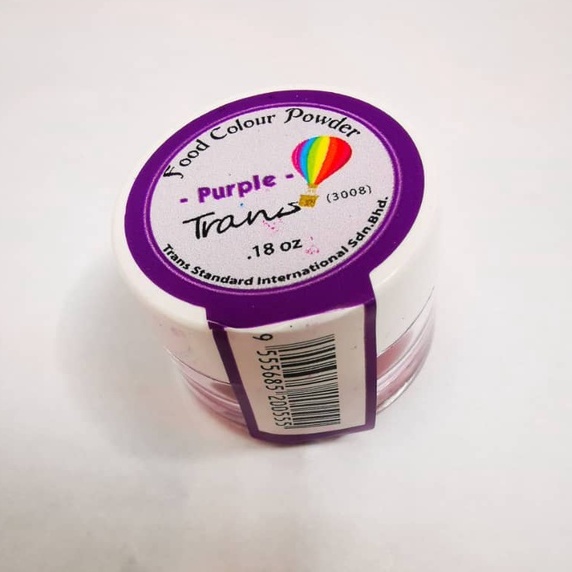 Food Colour Powder
- Purple -
Trans (3008)
.18 oz
Trans Standard International Sdn.Bhd.
9 555685 200555